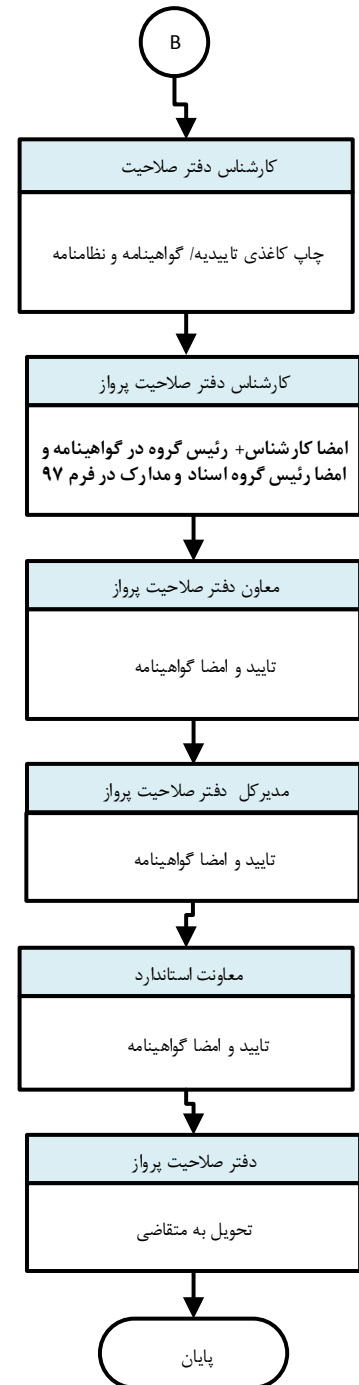 B
کارشناس دفتر صلاحیت
چاپ کاغذی تاییدیه/ گواهینامه و نظامنامه
کارشناس دفتر صلاحیت پرواز
امضا کارشناس+ رئیس گروه در گواهینامه و
امضا رئیس گروه اسناد و مدارک در فرم ۹۷
معاون دفتر صلاحیت پرواز
تایید و امضا گواهینامه
مدیرکل دفتر صلاحیت پرواز
تایید و امضا گواهینامه
معاونت استاندارد
تایید و امضا گواهینامه
دفتر صلاحیت پرواز
تحویل به متقاضی
پایان